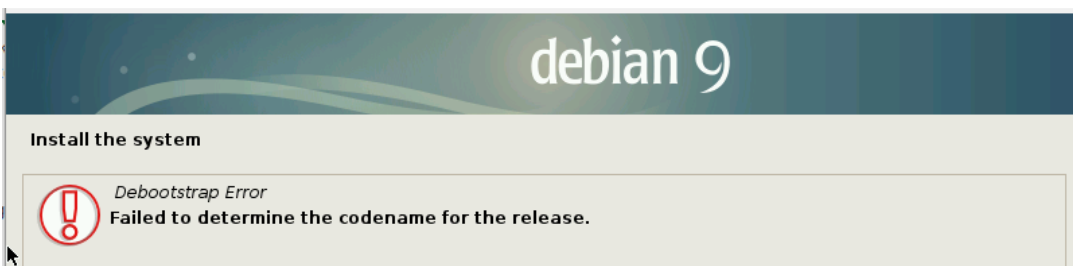 debian 9
Install the system
Debootstrap Error
Failed to determine the codename for the release.